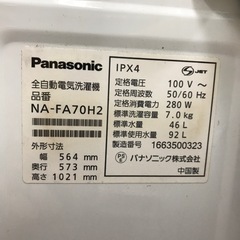 Panasonic
全自動電気洗濯機
品番
NA-FA70H2
外形寸法
幅 564 mm
奥行 573 mm
高さ 1021 mm
IPX4
JET
定格電圧 100 V~
定格周波数 50/60 Hz
定格消費電力 280 W
標準洗濯容量 7.0 kg
標準水量 46 L
標準使用水量 92 L
製造番号 1663500323
PS E
パナソニック株式会社
中国製